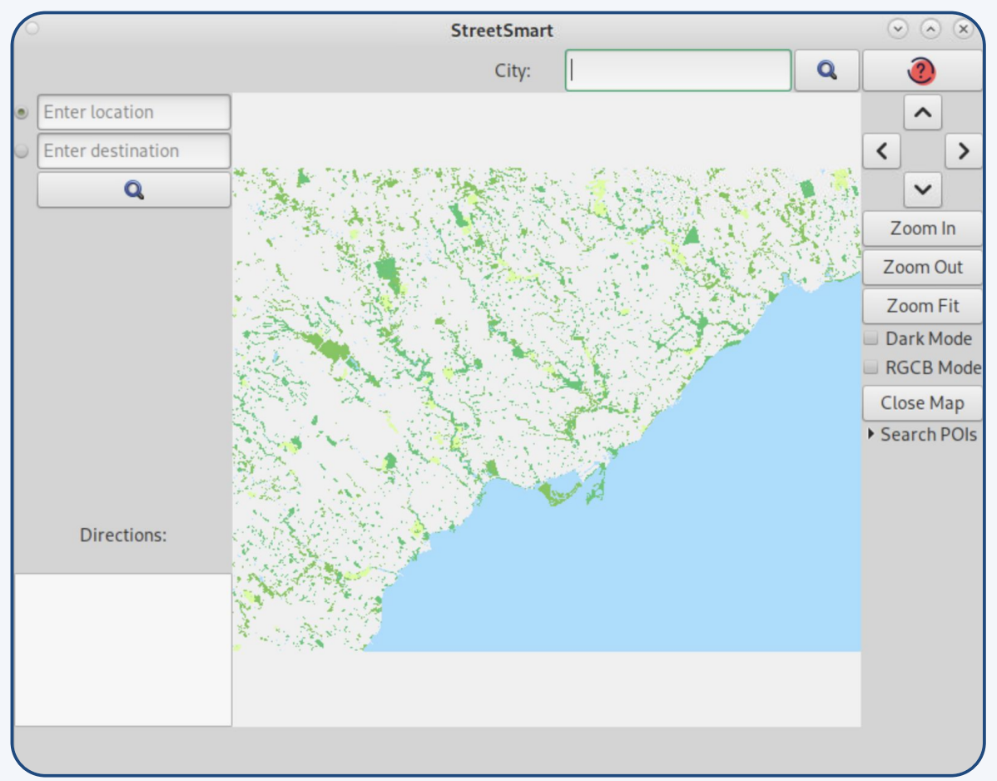 StreetSmart
City:
?
Enter location
Enter destination
Zoom In
Zoom Out
Zoom Fit
Dark Mode
RGCB Mode
Close Map
Search POIs
Directions: